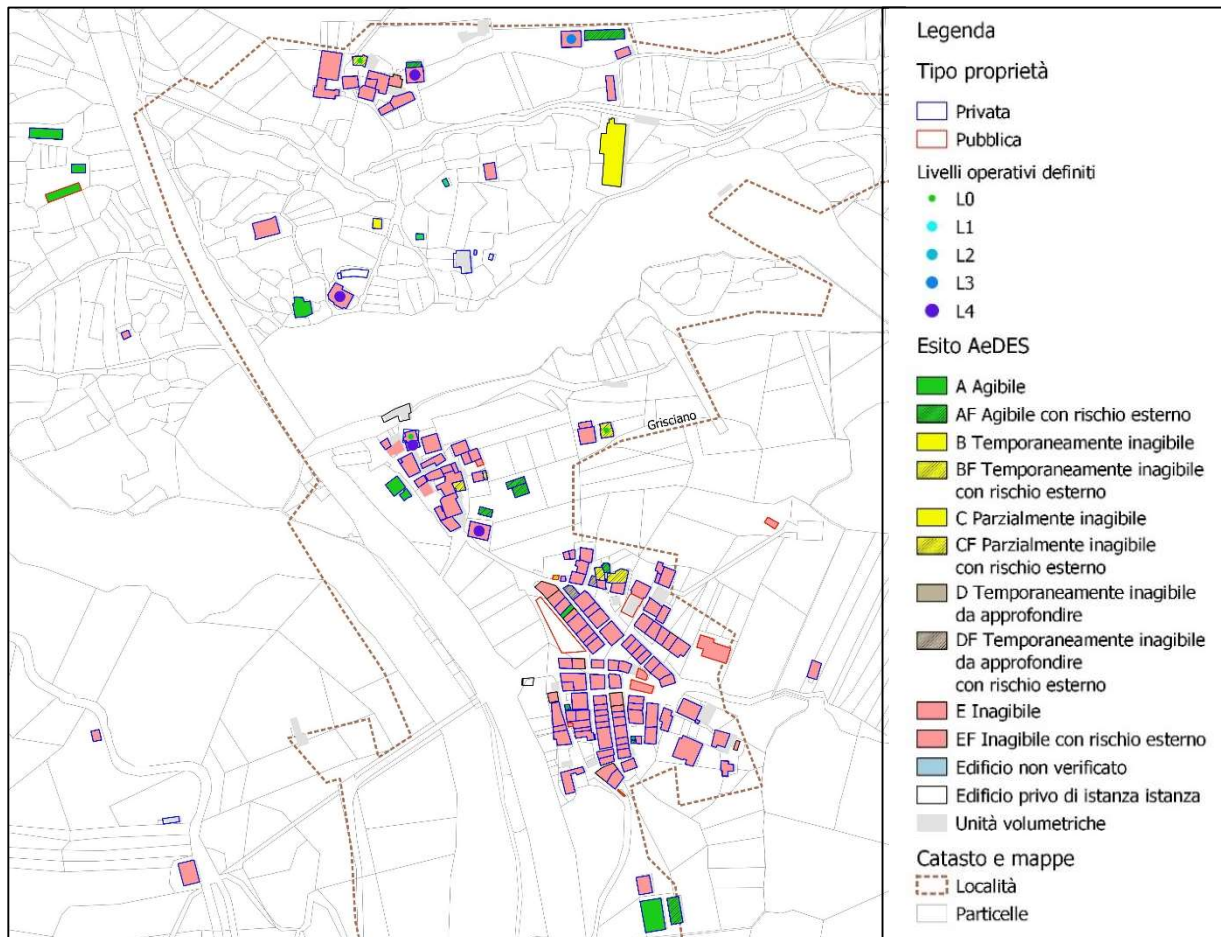 Grisciano
Legenda
Tipo proprietà
Privata
Pubblica
Livelli operativi definiti
L0
L1
L2
L3
L4
Esito AeDES
A Agibile
AF Agibile con rischio esterno
B Temporaneamente inagibile
BF Temporaneamente inagibile
con rischio esterno
C Parzialmente inagibile
CF Parzialmente inagibile
con rischio esterno
D Temporaneamente inagibile
da approfondire
DF Temporaneamente inagibile
da approfondire
con rischio esterno
E Inagibile
EF Inagibile con rischio esterno
Edificio non verificato
Edificio privo di istanza istanza
Unità volumetriche
Catasto e mappe
Località
Particelle